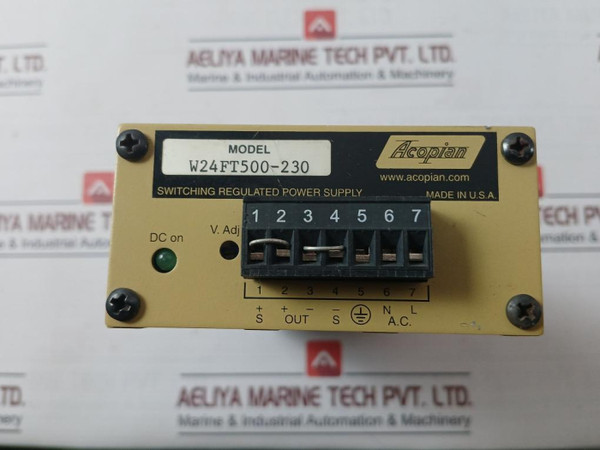 AELIYA MARINE TECH PVT. LTD.
Marine & Industrial Automation & Machinery
MODEL
W24FT500-230
Acopian
www.acopian.com
SWITCHING REGULATED POWER SUPPLY
MADE IN U.S.A.
1 2 3 4 5 6 7
DC on
V. Adj
1 2 3 4 5 6 7
+ + − − N L
S OUT S A.C.
AELIYA MARINE TECH PVT. LTD.
Marine & Industrial Automation & Machinery